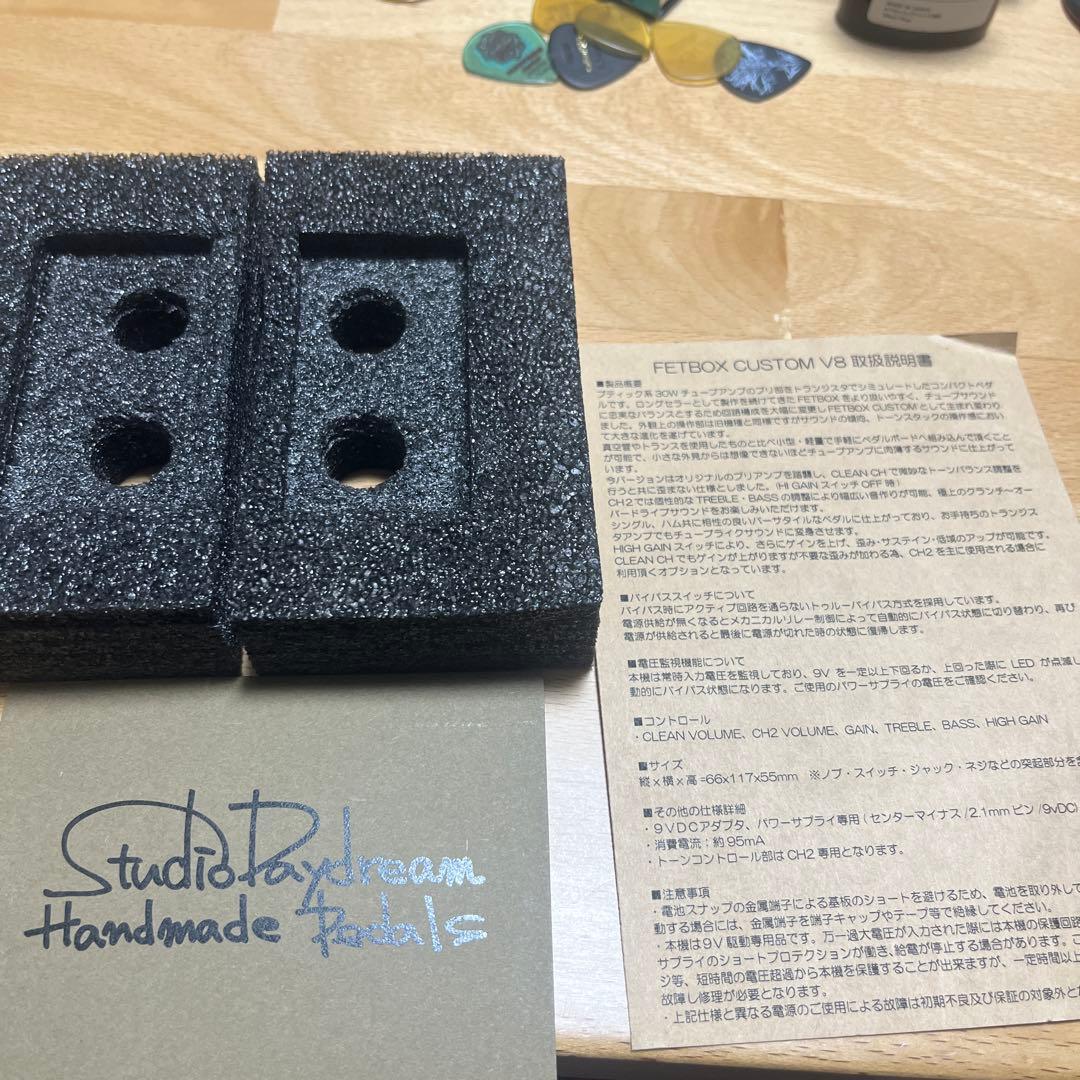 FETBOX CUSTOM V8 取扱説明書
■製品概要
ブティック系 30W チューブアンプのプリ部をトランジスタでシミュレートしたコンパクトペダ
ルです。ロングセラーとして製作を続けてきた FETBOX をより扱いやすく、チューブサウンド
に忠実なバランスとするため回路構成を大幅に変更し FETBOX CUSTOM として生まれ変わり
ました。外観上の操作部は旧機種と同様ですがサウンドの傾向、トーンスタックの操作感におい
て大きな進化を遂げています。
真空管やトランスを使用したものと比べ小型・軽量で手軽にペダルボードへ組み込んで頂くこと
が可能で、小さな外見からは想像できないほどチューブアンプに肉薄するサウンドに仕上がって
います。
今バージョンはオリジナルのプリアンプを踏襲し、CLEAN CH で微妙なトーンバランス調整を
行うと共に歪まない仕様としました。(HI GAIN スイッチ OFF 時)
CH2 では個性的な TREBLE・BASS の調整により幅広い音作りが可能、極上のクランチ〜オー
バードライブサウンドをお楽しみいただけます。
シングル、ハム共に相性の良いバーサタイルなペダルに仕上がっており、お手持ちのトランジス
タアンプでもチューブライクサウンドに変身させます。
HIGH GAIN スイッチにより、さらにゲインを上げ、歪み・サステイン・低域のアップが可能です。
CLEAN CH でもゲインが上がりますが不要な歪みが加わる為、CH2 を主に使用される場合に
利用頂くオプションとなっています。
■バイパススイッチについて
バイパス時にアクティブ回路を通らないトゥルーバイパス方式を採用しています。
電源供給が無くなるとメカニカルリレー制御によって自動的にバイパス状態に切り替わり、再び
電源が供給されると最後に電源が切れた時の状態に復帰します。
■電圧監視機能について
本機は常時入力電圧を監視しており、9V を一定以上下回るか、上回った際に LED が点滅し
動的にバイパス状態になります。ご使用のパワーサプライの電圧をご確認ください。
■コントロール
・CLEAN VOLUME、CH2 VOLUME、GAIN、TREBLE、BASS、HIGH GAIN
■サイズ
縦 x 横 x 高 =66x117x55mm ※ノブ・スイッチ・ジャック・ネジなどの突起部分を含
■その他の仕様詳細
・9VDCアダプタ、パワーサプライ専用 ( センターマイナス /2.1mm ピン /9vDC)
・消費電流：約 95mA
・トーンコントロール部は CH2 専用となります。
■注意事項
・電池スナップの金属端子による基板のショートを避けるため、電池を取り外して
動する場合には、金属端子を端子キャップやテープ等で絶縁してください。
・本機は 9V 駆動専用品です。万一過大電圧が入力された際には本機の保護回路
サプライのショートプロテクションが働き、給電が停止する場合があります。こ
ジ等、短時間の電圧超過から本機を保護することが出来ますが、一定時間以上
故障し修理が必要となります。
・上記仕様と異なる電源のご使用による故障は初期不良及び保証の対象外とな
StudioDaydream
Handmade Pedals